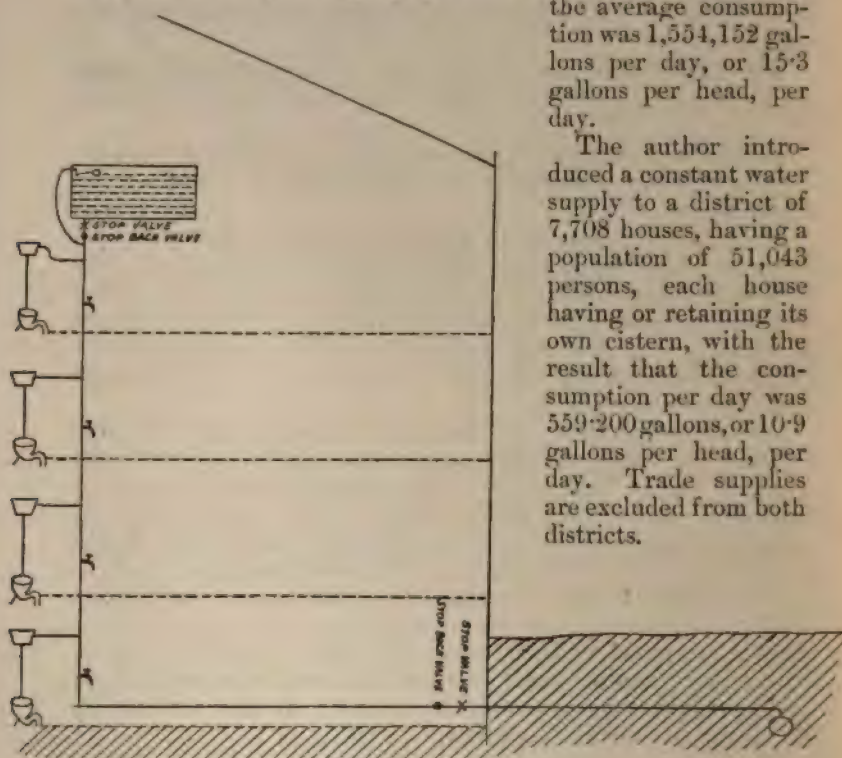 the average consump-
tion was 1,554,152 gal-
lons per day, or 15·3
gallons per head, per
day.
The author intro-
duced a constant water
supply to a district of
7,708 houses, having a
population of 51,043
persons, each house
having or retaining its
own cistern, with the
result that the con-
sumption per day was
559·200 gallons, or 10·9
gallons per head, per
day. Trade supplies
are excluded from both
districts.
STOP VALVE
STOP BACK VALVE
STOP BACK VALVE
STOP VALVE